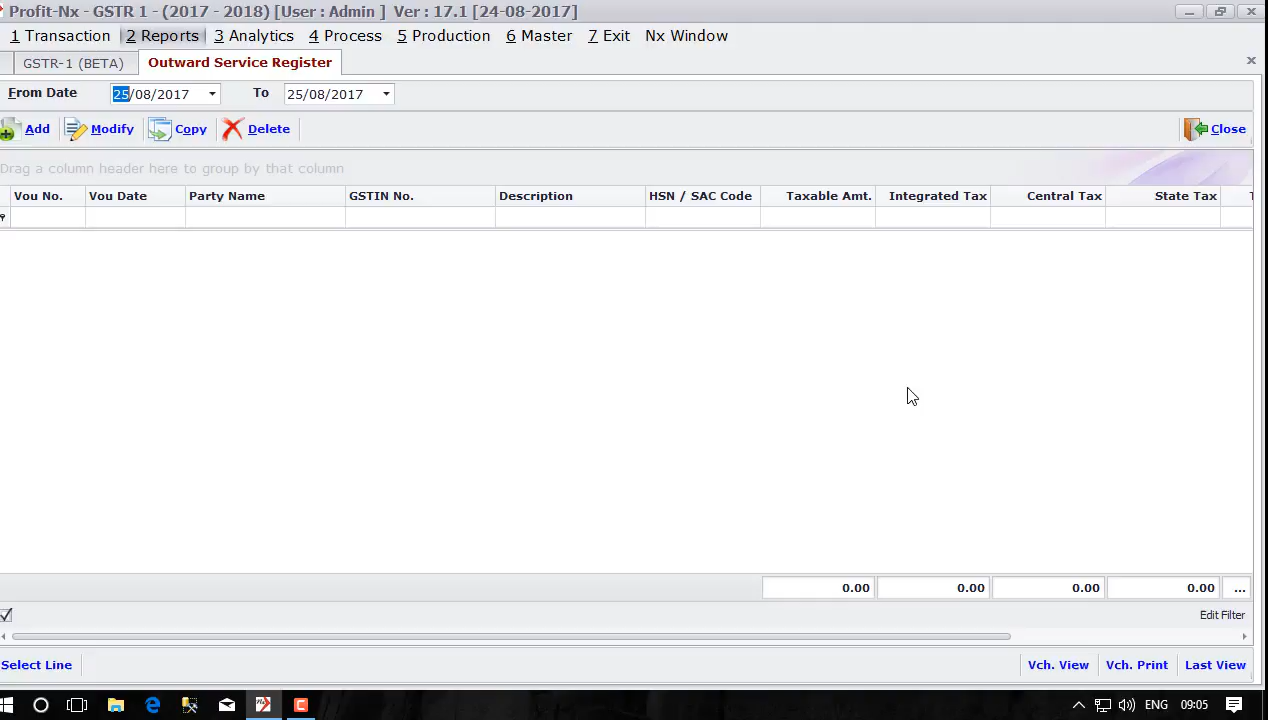 Profit-Nx - GSTR 1 - (2017 - 2018) [User : Admin ] Ver : 17.1 [24-08-2017]
1 Transaction 2 Reports 3 Analytics 4 Process 5 Production 6 Master 7 Exit Nx Window
GSTR-1 (BETA) Outward Service Register
From Date 25/08/2017 To 25/08/2017
Add Modify Copy Delete Close
Drag a column header here to group by that column
Vou No. Vou Date Party Name GSTIN No. Description HSN / SAC Code Taxable Amt. Integrated Tax Central Tax State Tax
0.00 0.00 0.00 0.00 ...
Edit Filter
Select Line Vch. View Vch. Print Last View
ENG 09:05